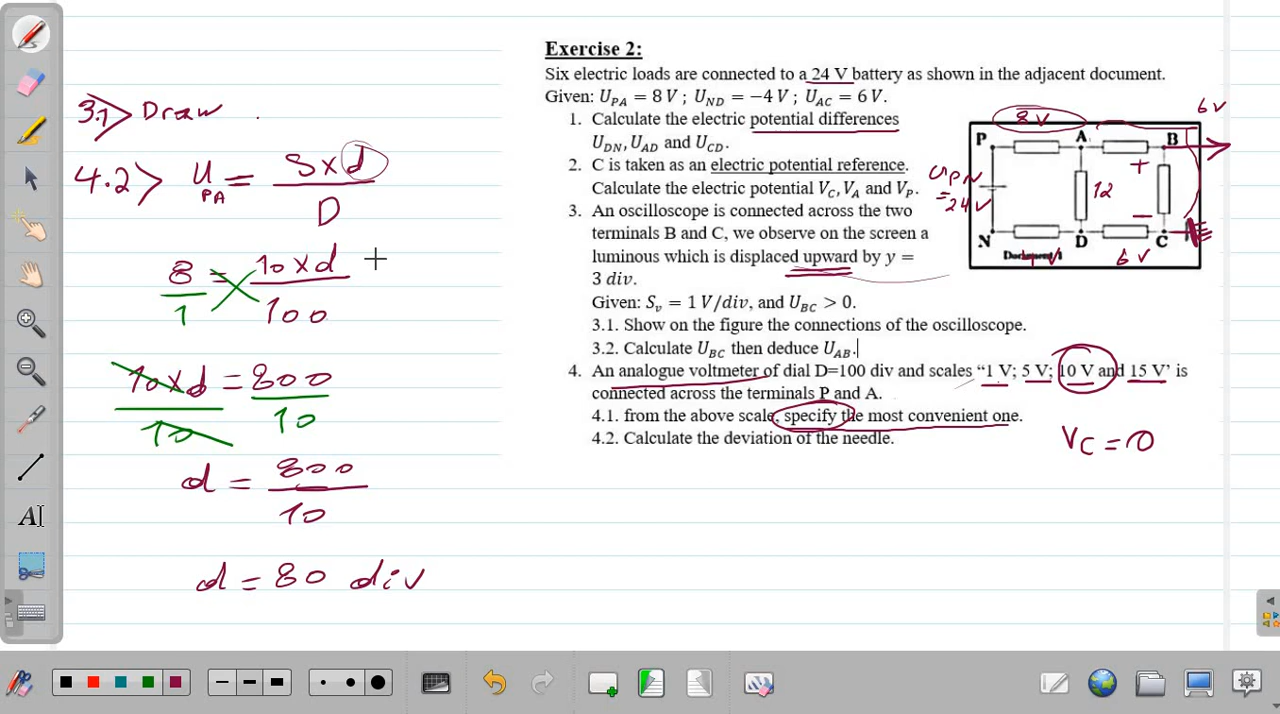 3.1> Draw .
4.2> U PA = S x d / D
8 / 1 = 10 x d / 100
10 x d / 10 = 800 / 10
d = 800 / 10
d = 80 div
Exercise 2:
Six electric loads are connected to a 24 V battery as shown in the adjacent document.
Given: U_PA = 8 V ; U_ND = −4 V ; U_AC = 6 V.
1. Calculate the electric potential differences
U_DN, U_AD and U_CD.
2. C is taken as an electric potential reference.
Calculate the electric potential V_C, V_A and V_P.
3. An oscilloscope is connected across the two
terminals B and C, we observe on the screen a
luminous which is displaced upward by y =
3 div.
Given: S_v = 1 V/div, and U_BC > 0.
3.1. Show on the figure the connections of the oscilloscope.
3.2. Calculate U_BC then deduce U_AB.
4. An analogue voltmeter of dial D=100 div and scales “1 V; 5 V; 10 V and 15 V’ is
connected across the terminals P and A.
4.1. from the above scale, specify the most convenient one.
4.2. Calculate the deviation of the needle.
6 V
8 V
P A B
+
U PN
= 24 V
12
−
N D C
6 V
V C = 0
AI